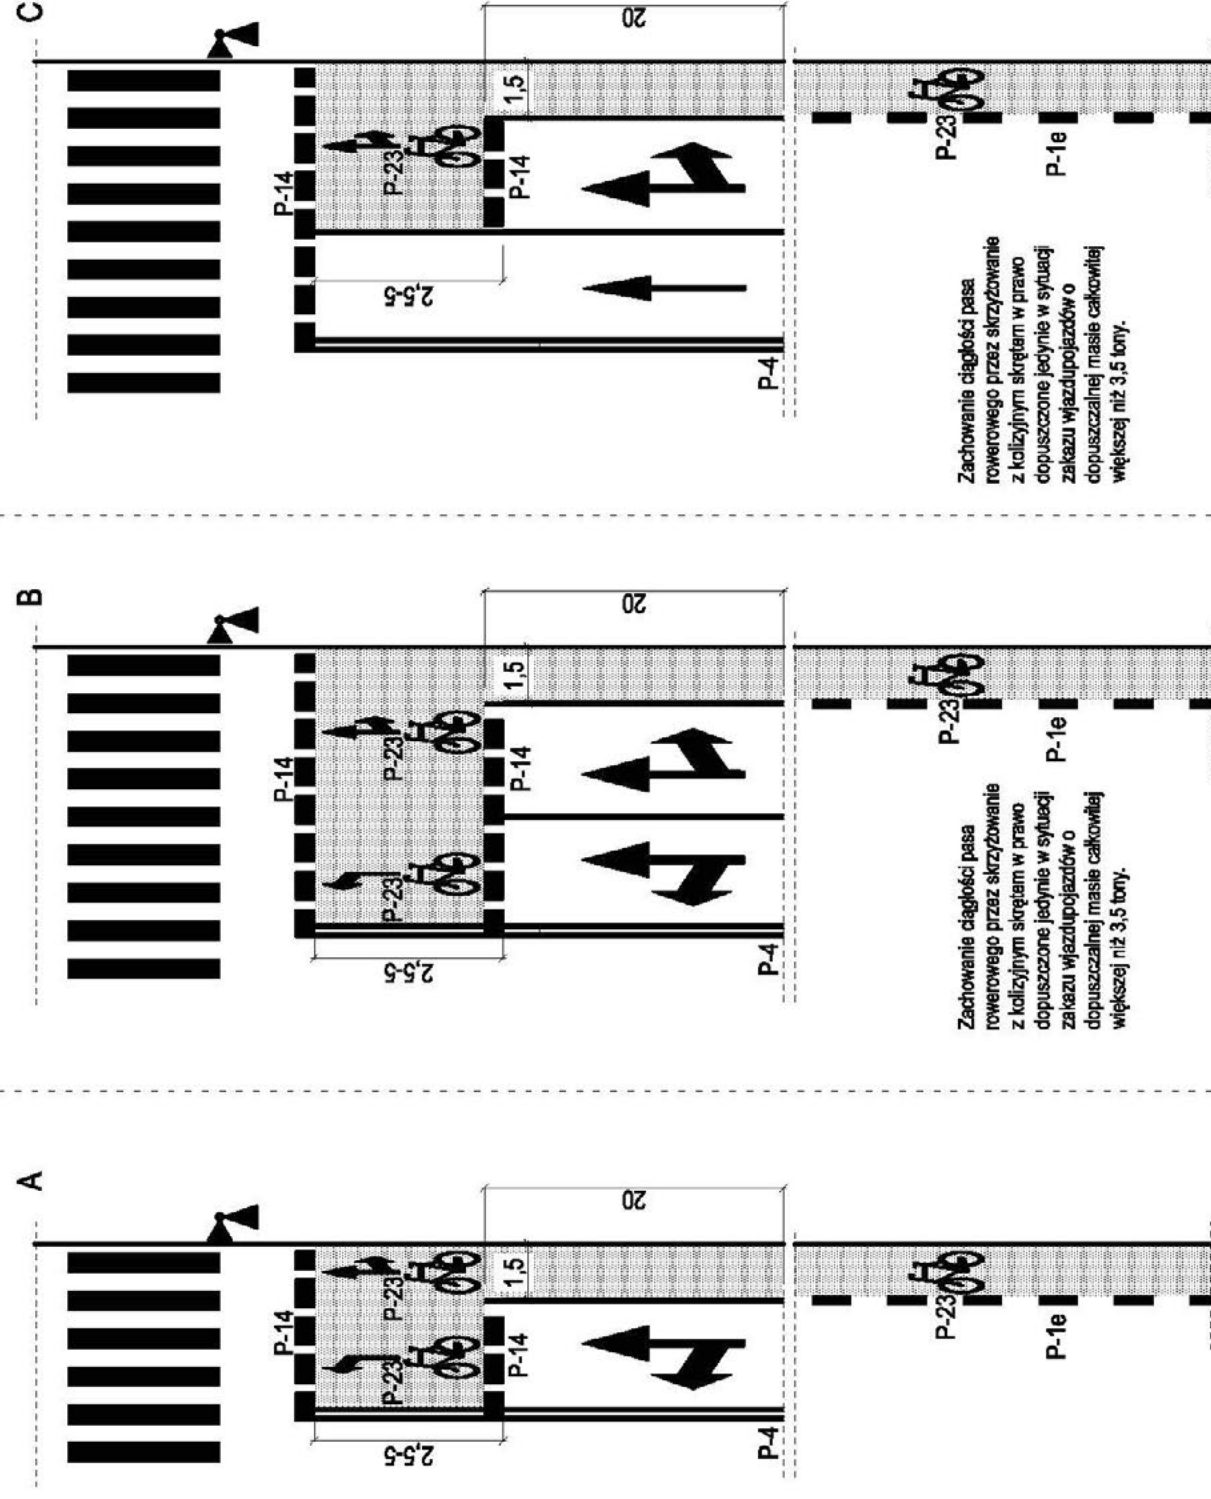 A
P-14
P-23
P-23
2,5-5
P-14
1,5
20
P-4
P-23
P-1e
B
P-14
P-23
P-23
2,5-5
P-14
1,5
20
P-4
P-23
P-1e
Zachowanie ciągłości pasa
rowerowego przez skrzyżowanie
z kolizyjnym skrętem w prawo
dopuszczone jedynie w sytuacji
zakazu wjazdupojazdów o
dopuszczalnej masie całkowitej
większej niż 3,5 tony.
C
P-14
P-23
2,5-5
P-14
1,5
20
P-4
P-23
P-1e
Zachowanie ciągłości pasa
rowerowego przez skrzyżowanie
z kolizyjnym skrętem w prawo
dopuszczone jedynie w sytuacji
zakazu wjazdupojazdów o
dopuszczalnej masie całkowitej
większej niż 3,5 tony.